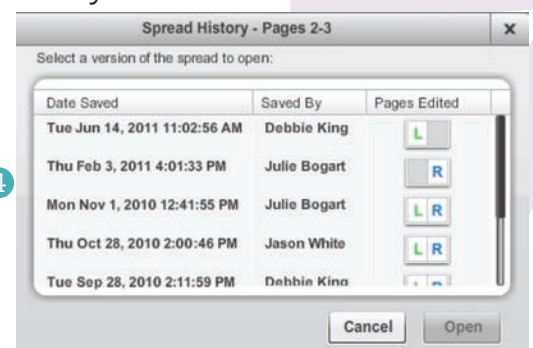 Spread History - Pages 2-3 x
Select a version of the spread to open:
Date Saved Saved By Pages Edited
Tue Jun 14, 2011 11:02:56 AM Debbie King L
Thu Feb 3, 2011 4:01:33 PM Julie Bogart R
4
Mon Nov 1, 2010 12:41:55 PM Julie Bogart L R
Thu Oct 28, 2010 2:00:46 PM Jason White L R
Tue Sep 28, 2010 2:11:59 PM Debbie King L R
Cancel Open